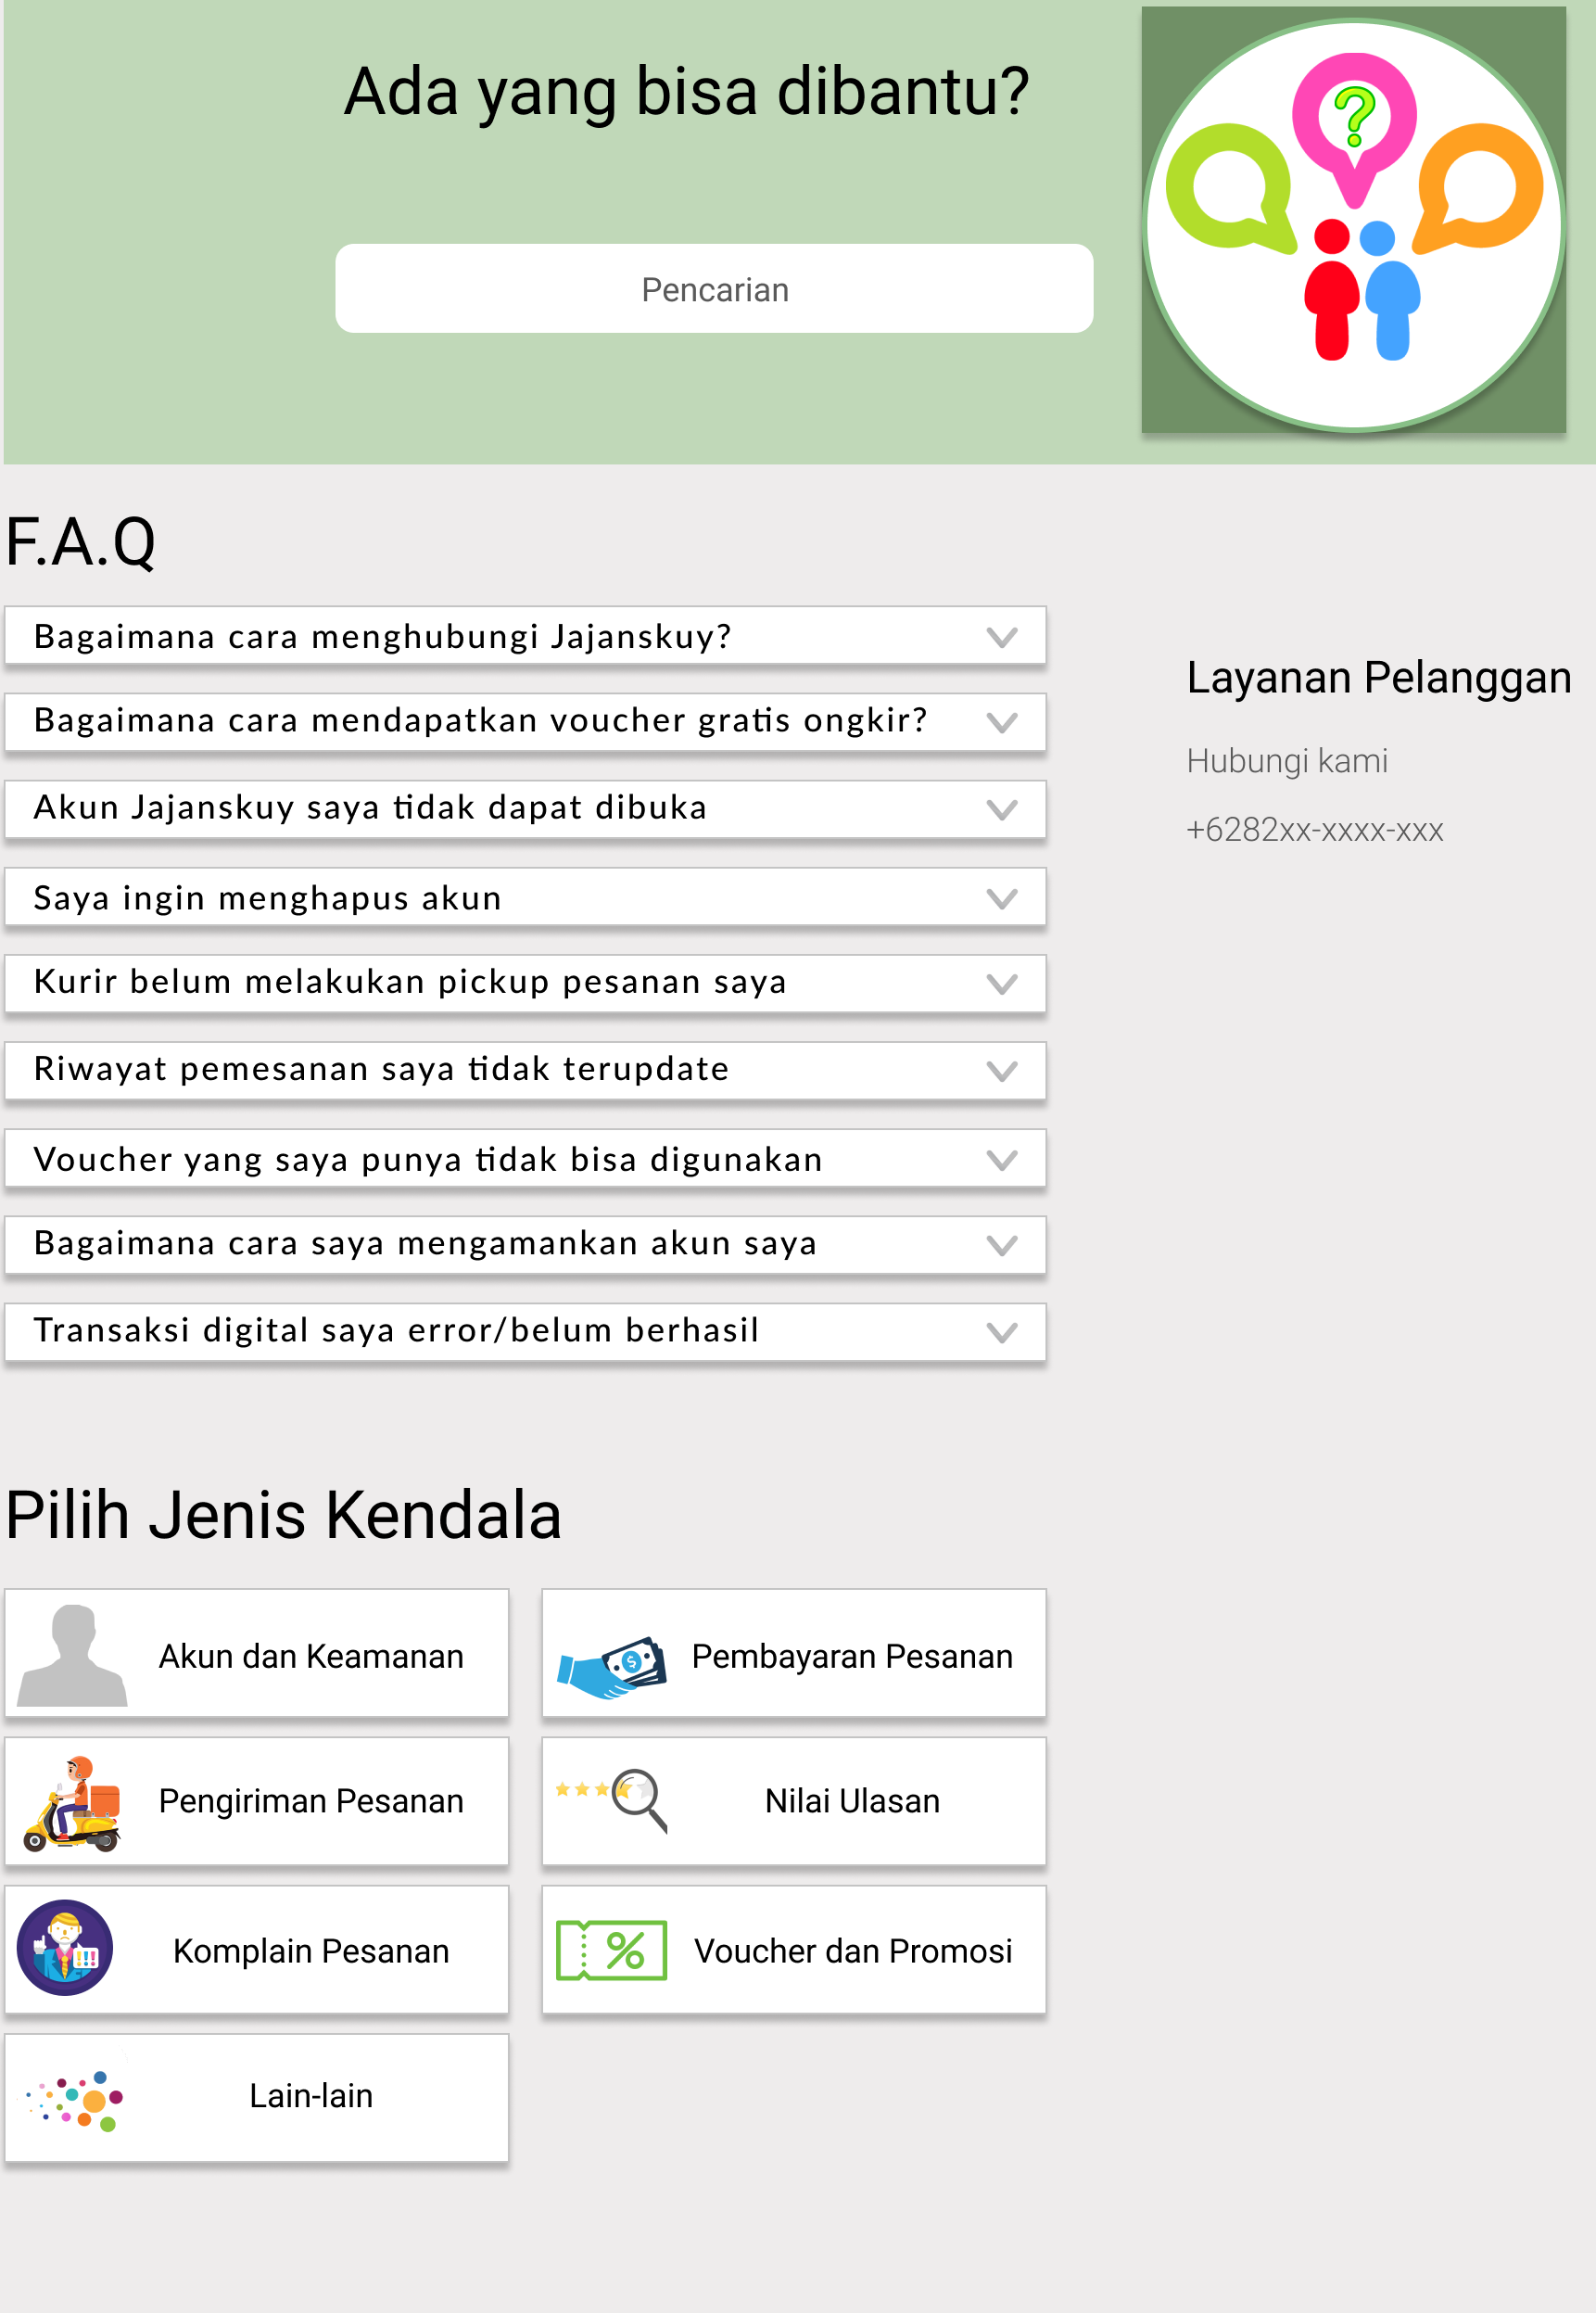 Ada yang bisa dibantu?
?
Pencarian
F.A.Q
Bagaimana cara menghubungi Jajanskuy?
Bagaimana cara mendapatkan voucher gratis ongkir?
Akun Jajanskuy saya tidak dapat dibuka
Saya ingin menghapus akun
Kurir belum melakukan pickup pesanan saya
Riwayat pemesanan saya tidak terupdate
Voucher yang saya punya tidak bisa digunakan
Bagaimana cara saya mengamankan akun saya
Transaksi digital saya error/belum berhasil
Layanan Pelanggan
Hubungi kami
+6282xx-xxxx-xxx
Pilih Jenis Kendala
Akun dan Keamanan
Pembayaran Pesanan
Pengiriman Pesanan
Nilai Ulasan
Komplain Pesanan
Voucher dan Promosi
Lain-lain